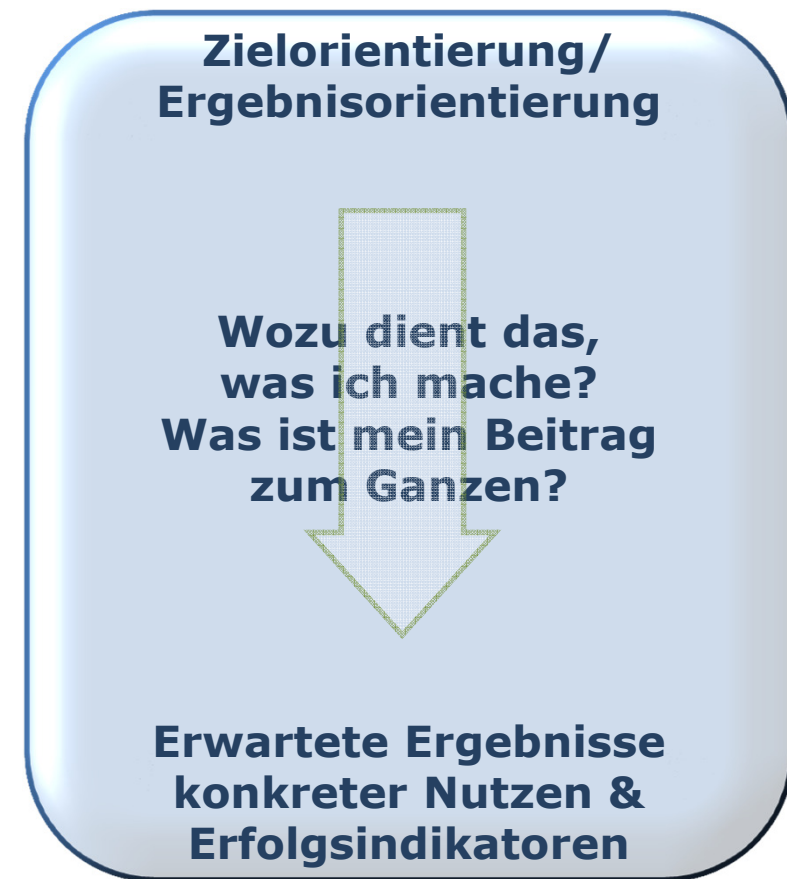 Zielorientierung/
Ergebnisorientierung
Wozu dient das,
was ich mache?
Was ist mein Beitrag
zum Ganzen?
Erwartete Ergebnisse
konkreter Nutzen &
Erfolgsindikatoren